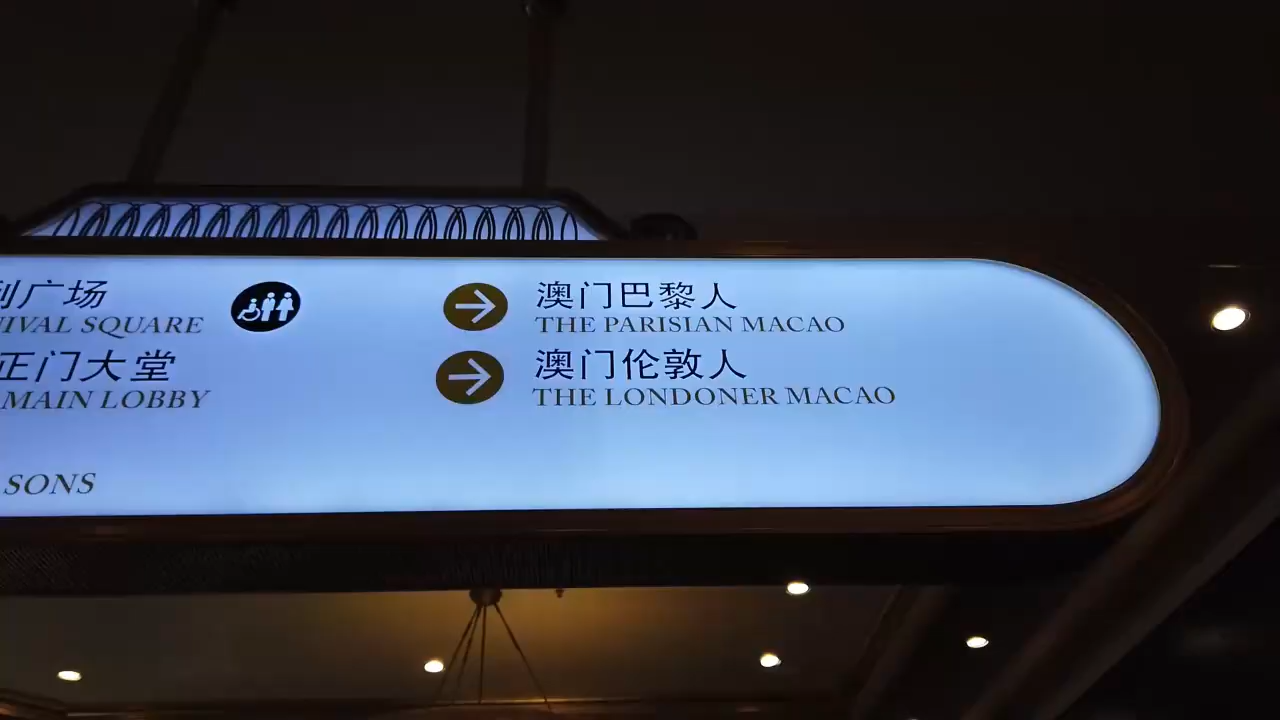 广场
SQUARE
正门大堂
MAIN LOBBY
SONS
澳门巴黎人
THE PARISIAN MACAO
澳门伦敦人
THE LONDONER MACAO